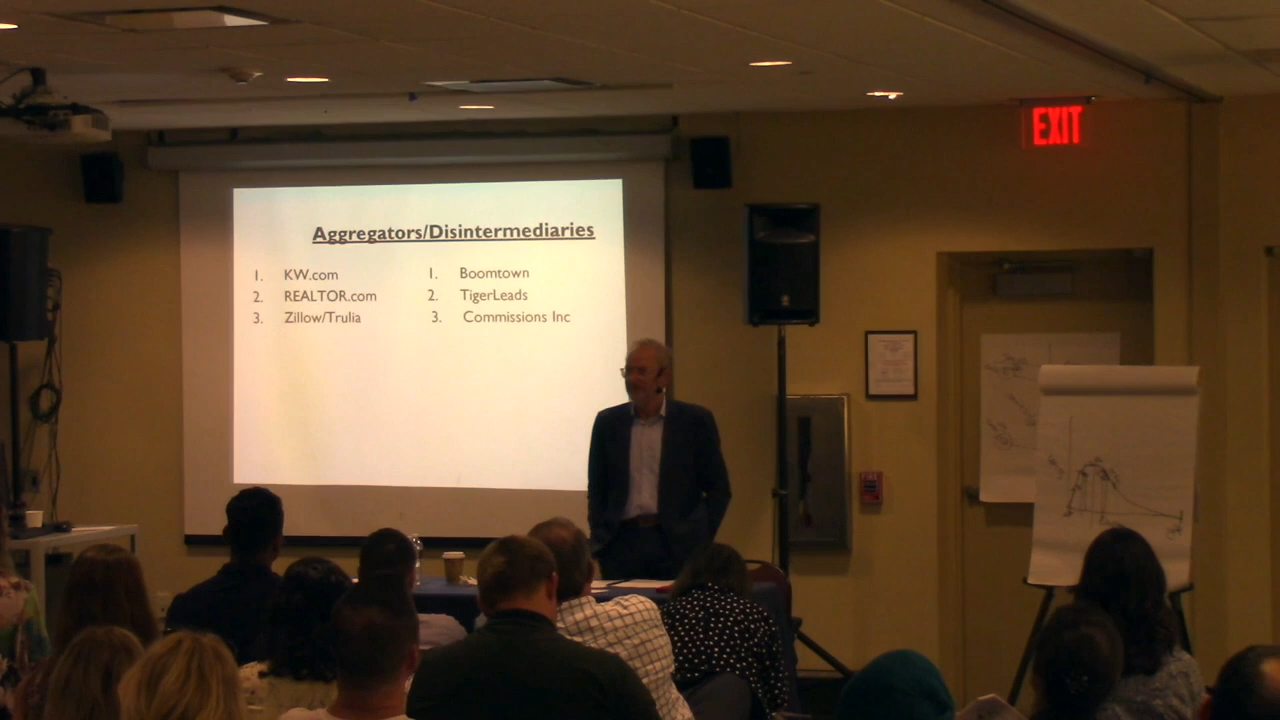 EXIT
Aggregators/Disintermediaries
1. KW.com
2. REALTOR.com
3. Zillow/Trulia
1. Boomtown
2. TigerLeads
3. Commissions Inc
FIRE